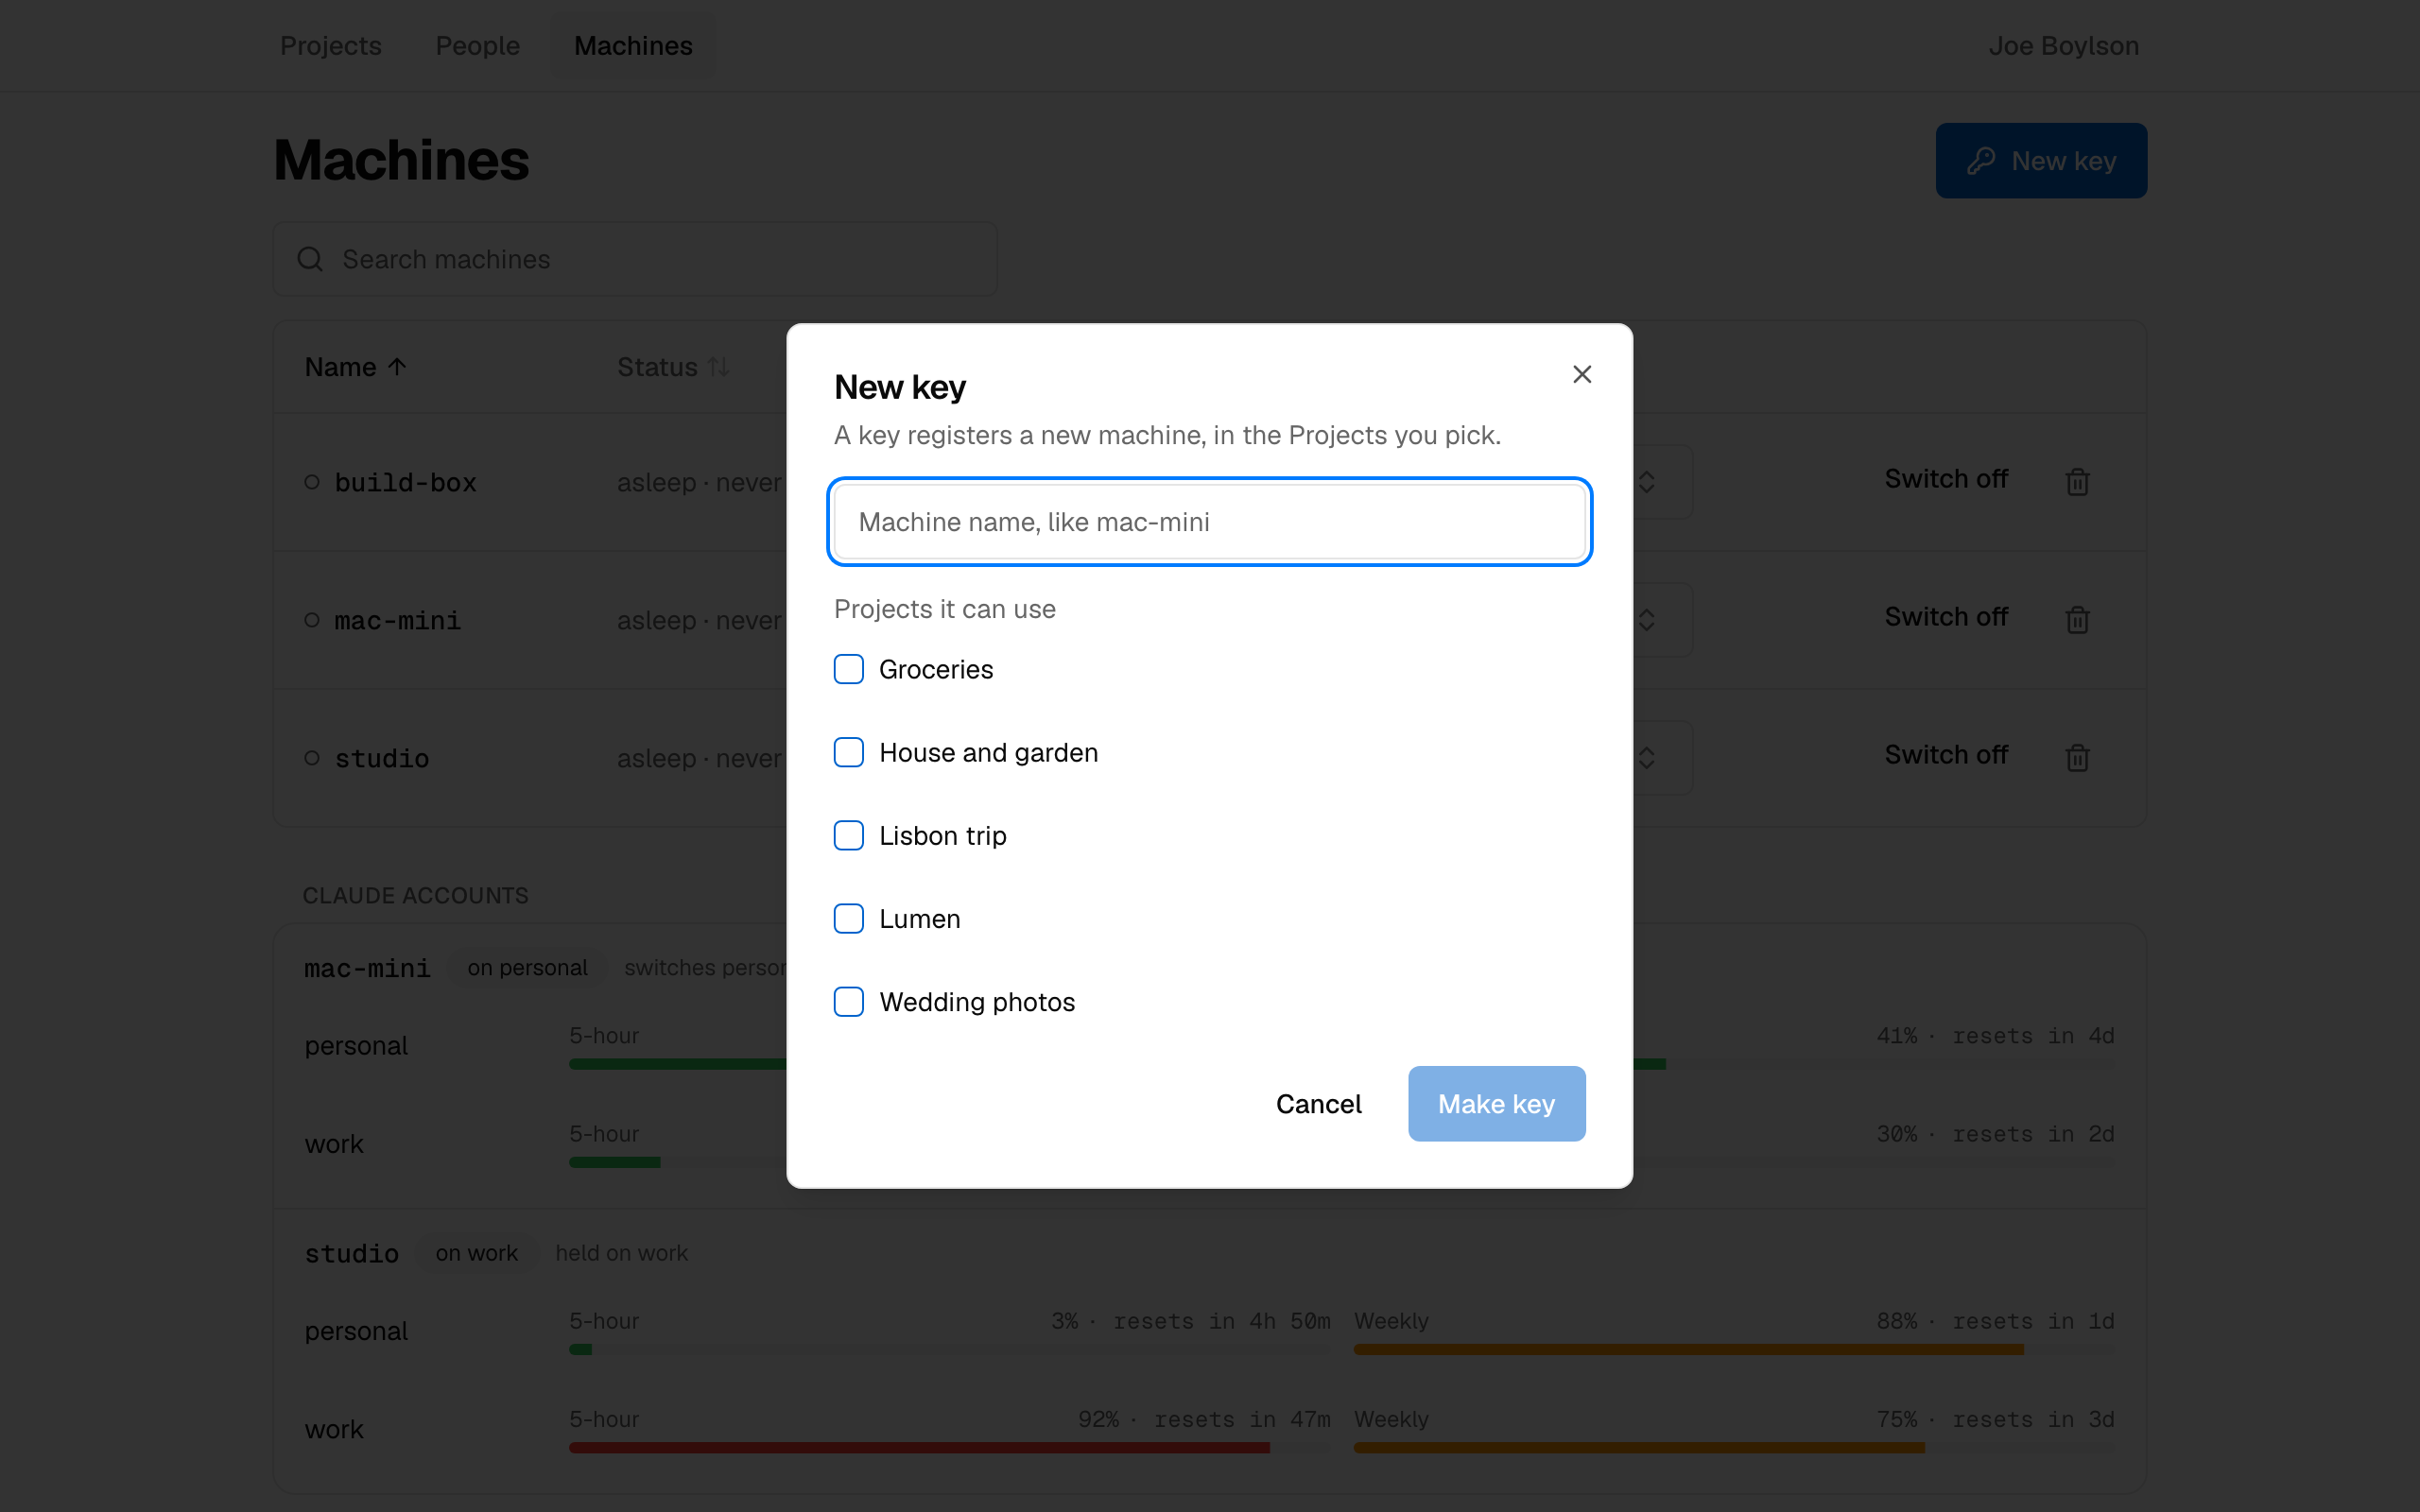 Projects People Machines Joe Boylson
Machines
New key
Search machines
Name Status
build-box asleep · never Switch off
mac-mini asleep · never Switch off
studio asleep · never Switch off
New key
A key registers a new machine, in the Projects you pick.
Machine name, like mac-mini
Projects it can use
Groceries
House and garden
Lisbon trip
Lumen
Wedding photos
Cancel Make key
CLAUDE ACCOUNTS
mac-mini on personal switches
personal 5-hour 41% · resets in 4d
work 5-hour 30% · resets in 2d
studio on work held on work
personal 5-hour 3% · resets in 4h 50m Weekly 88% · resets in 1d
work 5-hour 92% · resets in 47m Weekly 75% · resets in 3d